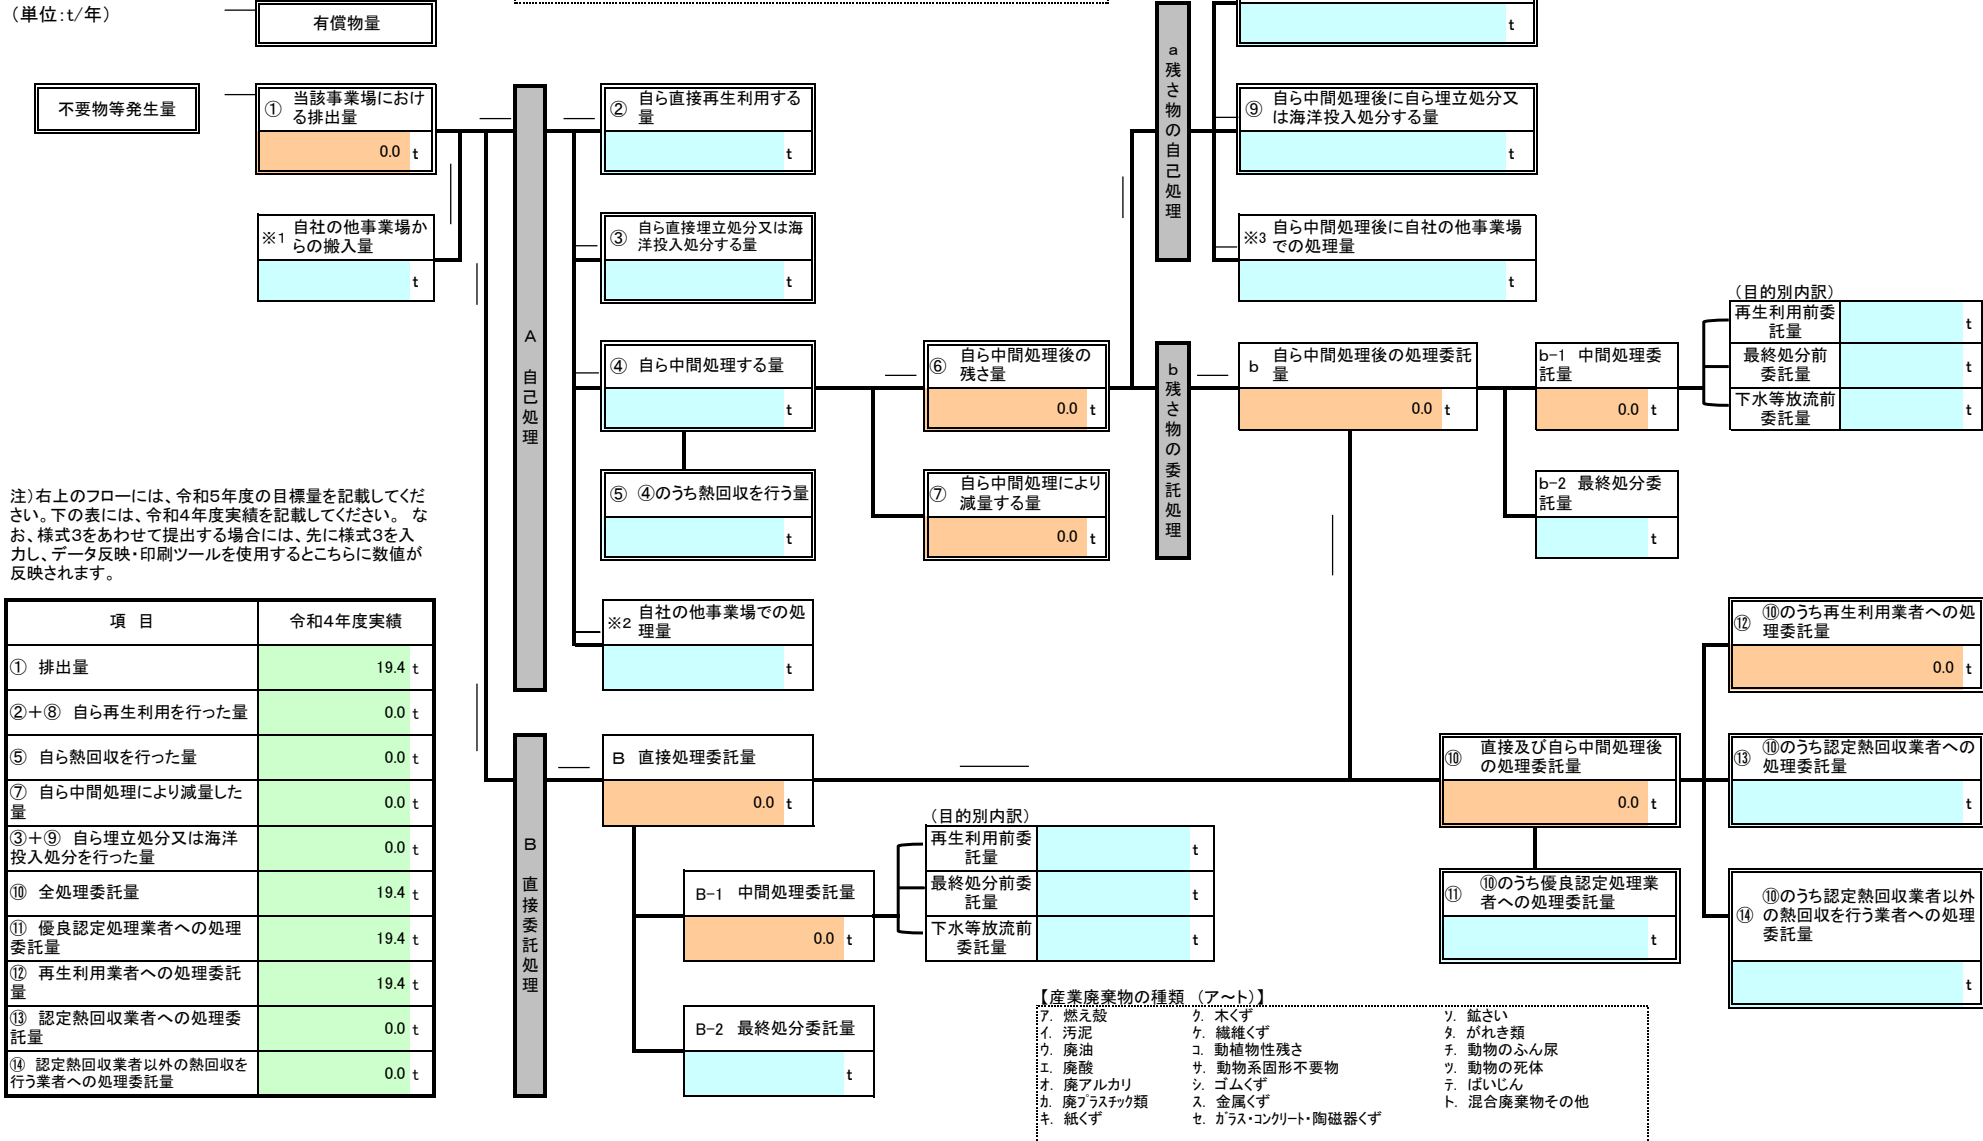 （単位：t/年）
有償物量
t
不要物等発生量
① 当該事業場におけ
る排出量
0.0 t
※1 自社の他事業場か
らの搬入量
t
A 自己処理
② 自ら直接再生利用する
量
t
③ 自ら直接埋立処分又は海
洋投入処分する量
t
④ 自ら中間処理する量
t
⑤ ④のうち熱回収を行う量
t
※2 自社の他事業場での処
理量
t
⑥ 自ら中間処理後の
残さ量
0.0 t
⑦ 自ら中間処理により
減量する量
0.0 t
a 残さ物の自己処理
⑨ 自ら中間処理後に自ら埋立処分又
は海洋投入処分する量
t
※3 自ら中間処理後に自社の他事業場
での処理量
t
b 残さ物の委託処理
b 自ら中間処理後の処理委託
量
0.0 t
b-1 中間処理委
託量
0.0 t
b-2 最終処分委
託量
t
（目的別内訳）
再生利用前委
託量
t
最終処分前
委託量
t
下水等放流前
委託量
t
注）右上のフローには、令和5年度の目標量を記載してくだ
さい。下の表には、令和4年度実績を記載してください。 な
お、様式3をあわせて提出する場合には、先に様式3を入
力し、データ反映・印刷ツールを使用するとこちらに数値が
反映されます。
項 目 令和4年度実績
① 排出量 19.4 t
②＋⑧ 自ら再生利用を行った量 0.0 t
⑤ 自ら熱回収を行った量 0.0 t
⑦ 自ら中間処理により減量した
量 0.0 t
③＋⑨ 自ら埋立処分又は海洋
投入処分を行った量 0.0 t
⑩ 全処理委託量 19.4 t
⑪ 優良認定処理業者への処理
委託量 19.4 t
⑫ 再生利用業者への処理委託
量 19.4 t
⑬ 認定熱回収業者への処理委
託量 0.0 t
⑭ 認定熱回収業者以外の熱回収を
行う業者への処理委託量 0.0 t
B 直接委託処理
B 直接処理委託量
0.0 t
B-1 中間処理委託量
0.0 t
B-2 最終処分委託量
t
（目的別内訳）
再生利用前委
託量
t
最終処分前委
託量
t
下水等放流前
委託量
t
⑩ 直接及び自ら中間処理後
の処理委託量
0.0 t
⑪ ⑩のうち優良認定処理業
者への処理委託量
t
⑫ ⑩のうち再生利用業者への処
理委託量
0.0 t
⑬ ⑩のうち認定熱回収業者への
処理委託量
t
⑭ ⑩のうち認定熱回収業者以外
の熱回収を行う業者への処理
委託量
t
【産業廃棄物の種類 （ア～ト）】
ア. 燃え殻
イ. 汚泥
ウ. 廃油
エ. 廃酸
オ. 廃アルカリ
カ. 廃プラスチック類
キ. 紙くず
ク. 木くず
ケ. 繊維くず
コ. 動植物性残さ
サ. 動物系固形不要物
シ. ゴムくず
ス. 金属くず
セ. ガラス・コンクリート・陶磁器くず
ソ. 鉱さい
タ. がれき類
チ. 動物のふん尿
ツ. 動物の死体
テ. ばいじん
ト. 混合廃棄物その他